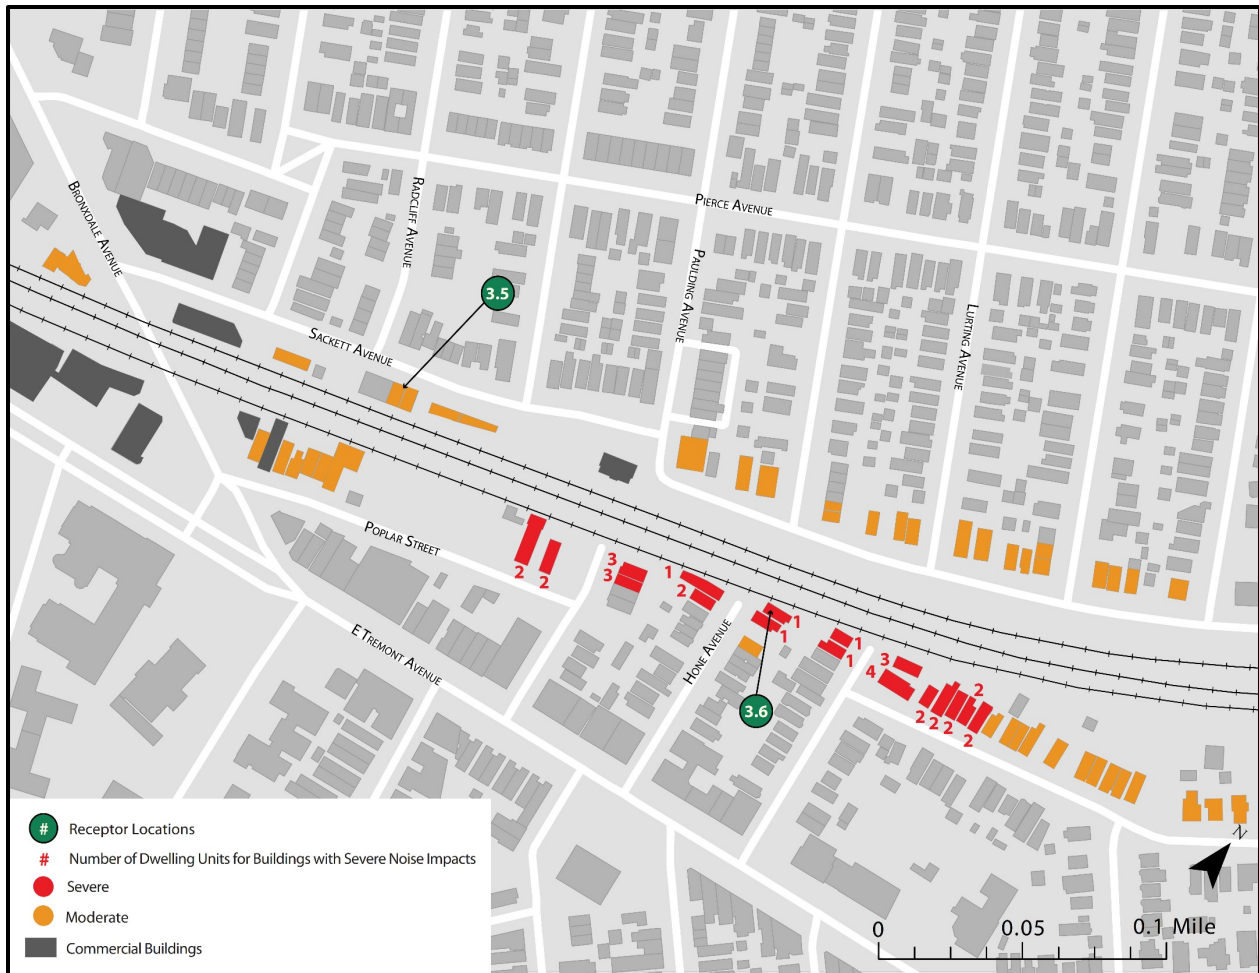 PIERCE AVENUE
RADCLIFF AVENUE
BRONXDALE AVENUE
PAULDING AVENUE
3.5
SACKETT AVENUE
LURTING AVENUE
POPLAR STREET
2
2
3
3
1
2
1
1
1
1
3
4
2
2
2
2
2
HONE AVENUE
E TREMONT AVENUE
3.6
N
# Receptor Locations
# Number of Dwelling Units for Buildings with Severe Noise Impacts
Severe
Moderate
Commercial Buildings
0 0.05 0.1 Mile